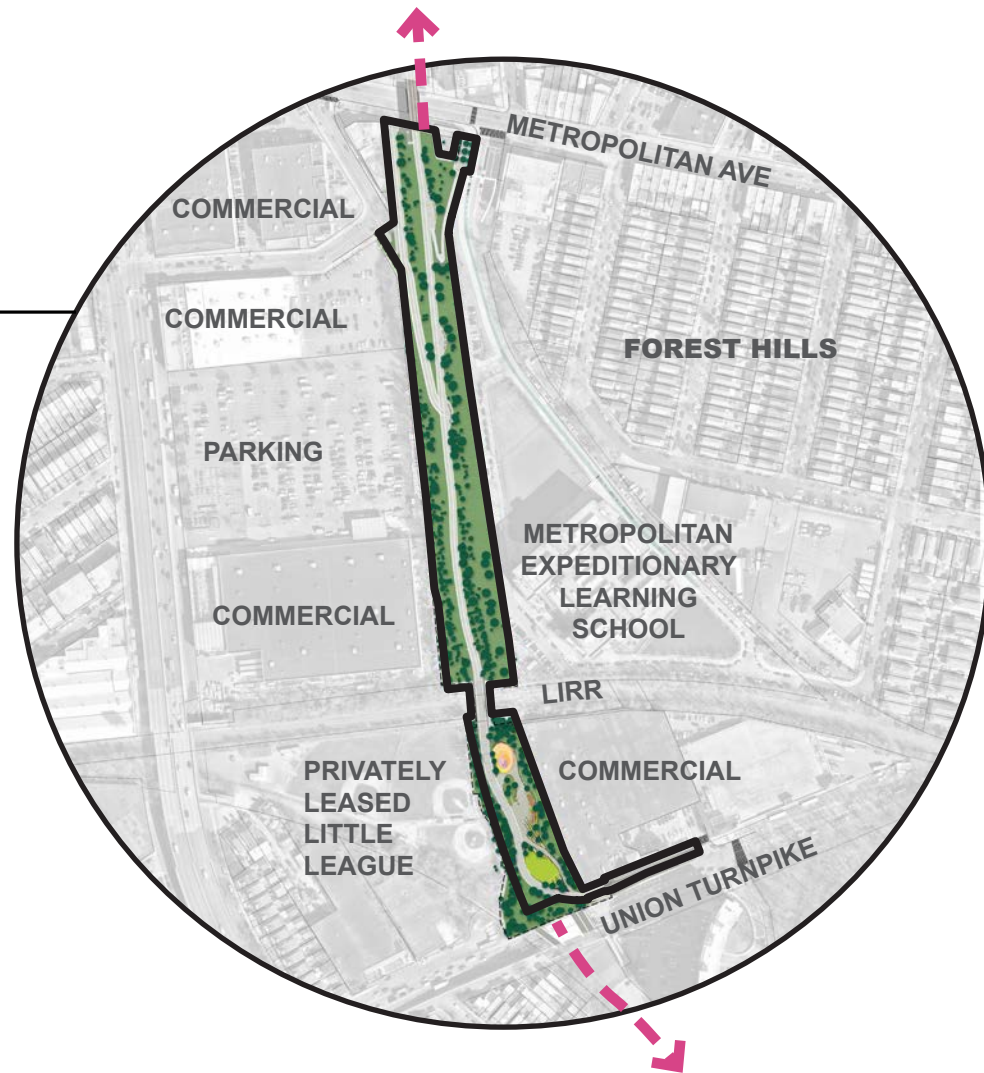 METROPOLITAN AVE
COMMERCIAL
COMMERCIAL
FOREST HILLS
PARKING
METROPOLITAN
EXPEDITIONARY
LEARNING
SCHOOL
COMMERCIAL
LIRR
PRIVATELY
LEASED
LITTLE
LEAGUE
COMMERCIAL
UNION TURNPIKE